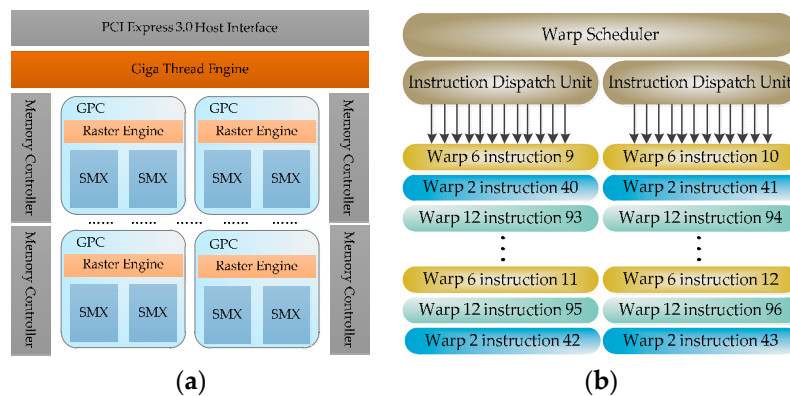 PCI Express 3.0 Host Interface
Giga Thread Engine
Memory Controller
Memory Controller
GPC
Raster Engine
SMX SMX
GPC
Raster Engine
SMX SMX
...... ...... ...... ...... ......
Memory Controller
Memory Controller
GPC
Raster Engine
SMX SMX
GPC
Raster Engine
SMX SMX
(a)
Warp Scheduler
Instruction Dispatch Unit Instruction Dispatch Unit
Warp 6 instruction 9 Warp 6 instruction 10
Warp 2 instruction 40 Warp 2 instruction 41
Warp 12 instruction 93 Warp 12 instruction 94
Warp 6 instruction 11 Warp 6 instruction 12
Warp 12 instruction 95 Warp 12 instruction 96
Warp 2 instruction 42 Warp 2 instruction 43
(b)